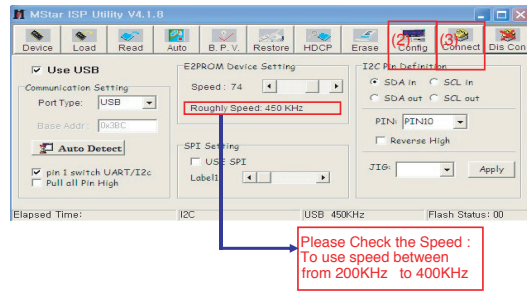 MStar ISP Utility V4.1.8
Device Load Read Auto B. P. V. Restore HDCP Erase Config Connect Dis Con
(2) (3)
Use USB
Communication Setting
Port Type: USB
Base Addr: 0x3BC
Auto Detect
pin 1 switch UART/I2c
Pull all Pin High
E2PROM Device Setting
Speed : 74
Roughly Speed: 450 KHz
SPI Setting
USE SPI
Label1
I2C Pin Definition
SDA in SCL in
SDA out SCL out
PIN: PIN10
Reverse High
JIG: Apply
Elapsed Time: I2C USB 450KHz Flash Status: 00
Please Check the Speed :
To use speed between
from 200KHz to 400KHz